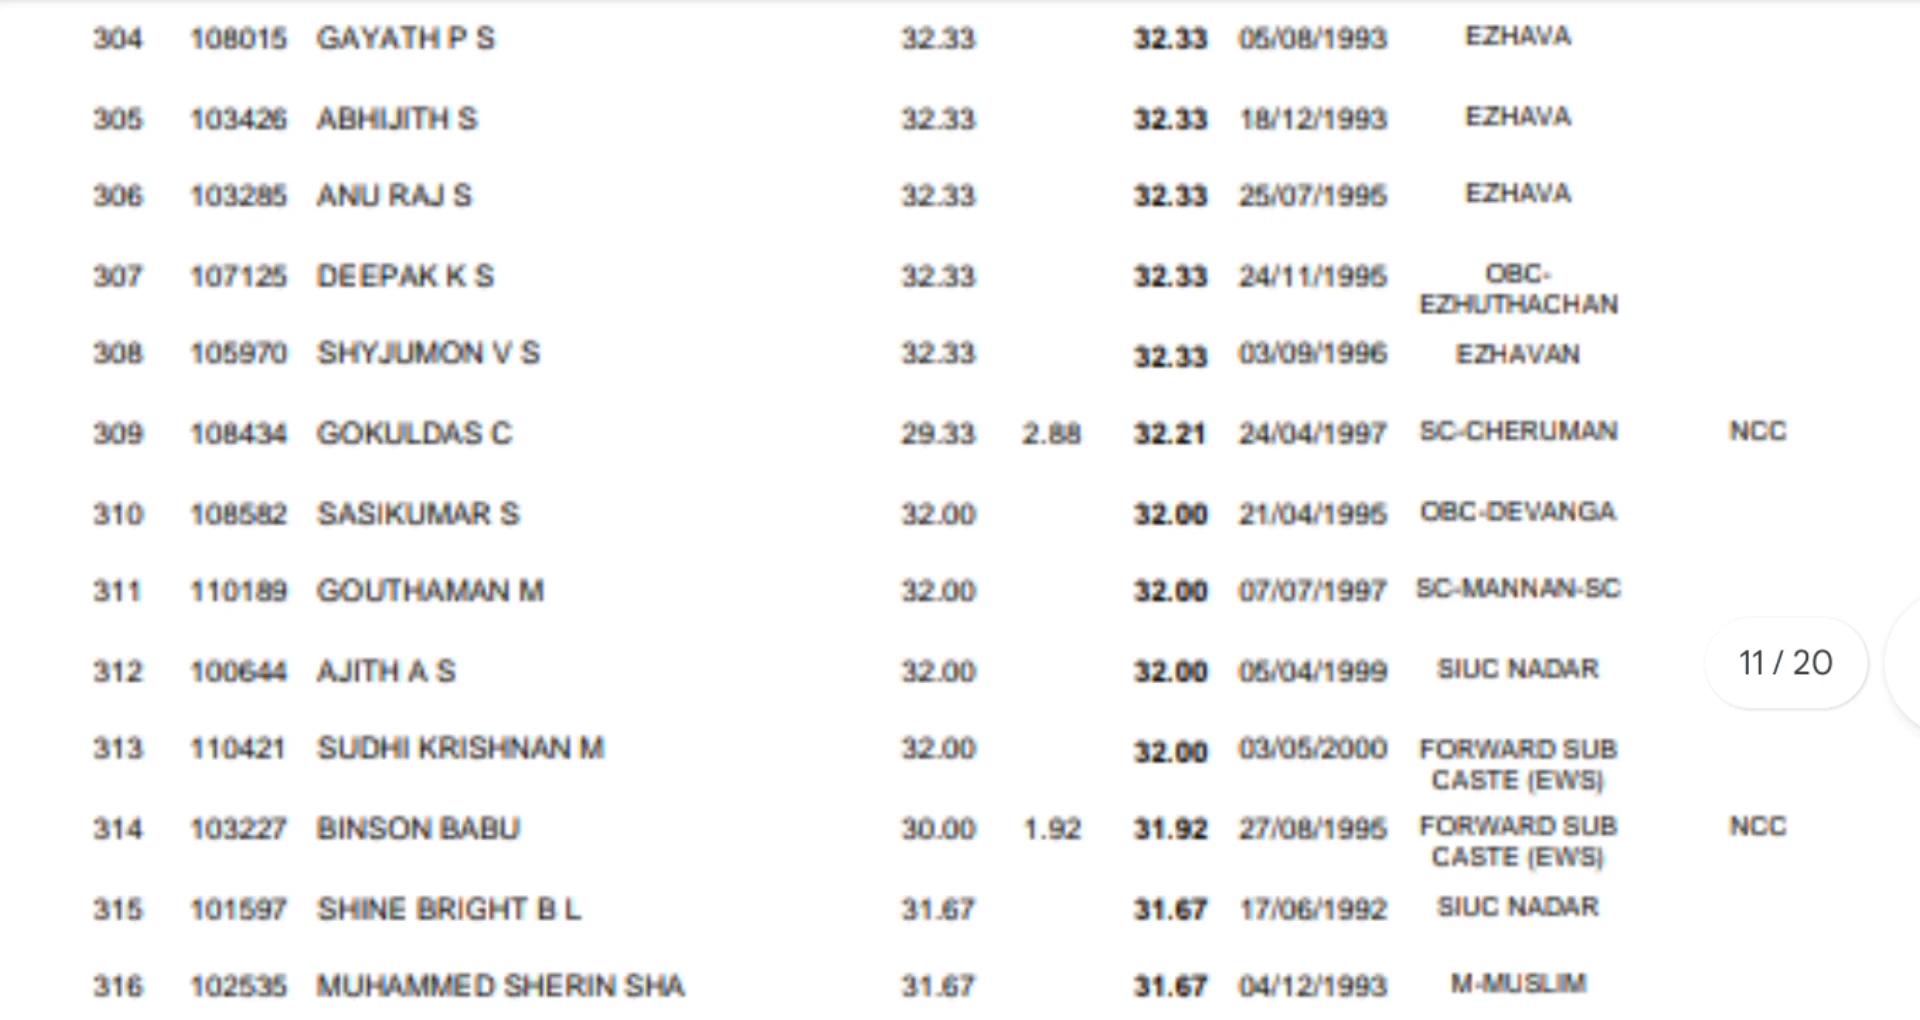 304 108015 GAYATH P S 32.33 32.33 05/08/1993 EZHAVA
305 103426 ABHIJITH S 32.33 32.33 18/12/1993 EZHAVA
306 103285 ANU RAJ S 32.33 32.33 25/07/1995 EZHAVA
307 107125 DEEPAK K S 32.33 32.33 24/11/1995 OBC-
EZHUTHACHAN
308 105970 SHYJUMON V S 32.33 32.33 03/09/1996 EZHAVAN
309 108434 GOKULDAS C 29.33 2.88 32.21 24/04/1997 SC-CHERUMAN NCC
310 108582 SASIKUMAR S 32.00 32.00 21/04/1995 OBC-DEVANGA
311 110189 GOUTHAMAN M 32.00 32.00 07/07/1997 SC-MANNAN-SC
312 100644 AJITH A S 32.00 32.00 05/04/1999 SIUC NADAR
11 / 20
313 110421 SUDHI KRISHNAN M 32.00 32.00 03/05/2000 FORWARD SUB
CASTE (EWS)
314 103227 BINSON BABU 30.00 1.92 31.92 27/08/1995 FORWARD SUB NCC
CASTE (EWS)
315 101597 SHINE BRIGHT B L 31.67 31.67 17/06/1992 SIUC NADAR
316 102535 MUHAMMED SHERIN SHA 31.67 31.67 04/12/1993 M-MUSLIM